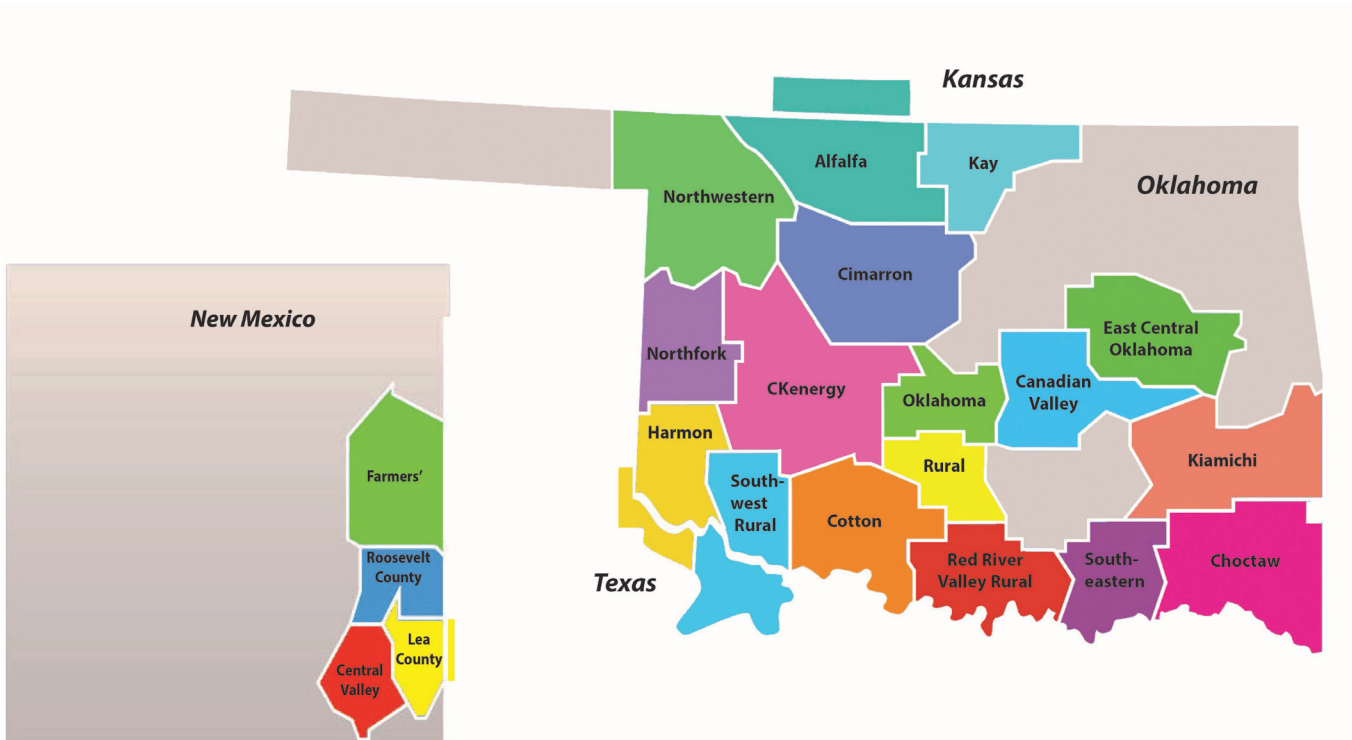 Kansas
Alfalfa
Kay
Oklahoma
Northwestern
Cimarron
New Mexico
East Central
Oklahoma
Northfork
CKenergy
Canadian
Valley
Oklahoma
Harmon
Rural
Kiamichi
Farmers'
South-
west
Rural
Cotton
Roosevelt
County
Texas
Red River
Valley Rural
South-
eastern
Choctaw
Lea
County
Central
Valley